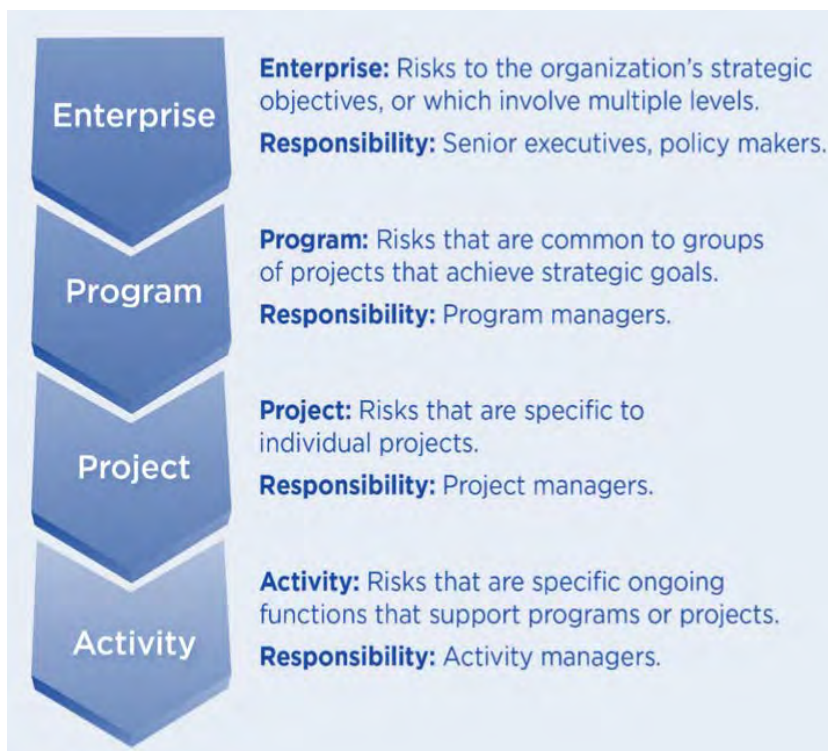 Enterprise
Enterprise: Risks to the organization’s strategic
objectives, or which involve multiple levels.
Responsibility: Senior executives, policy makers.
Program
Program: Risks that are common to groups
of projects that achieve strategic goals.
Responsibility: Program managers.
Project
Project: Risks that are specific to
individual projects.
Responsibility: Project managers.
Activity
Activity: Risks that are specific ongoing
functions that support programs or projects.
Responsibility: Activity managers.